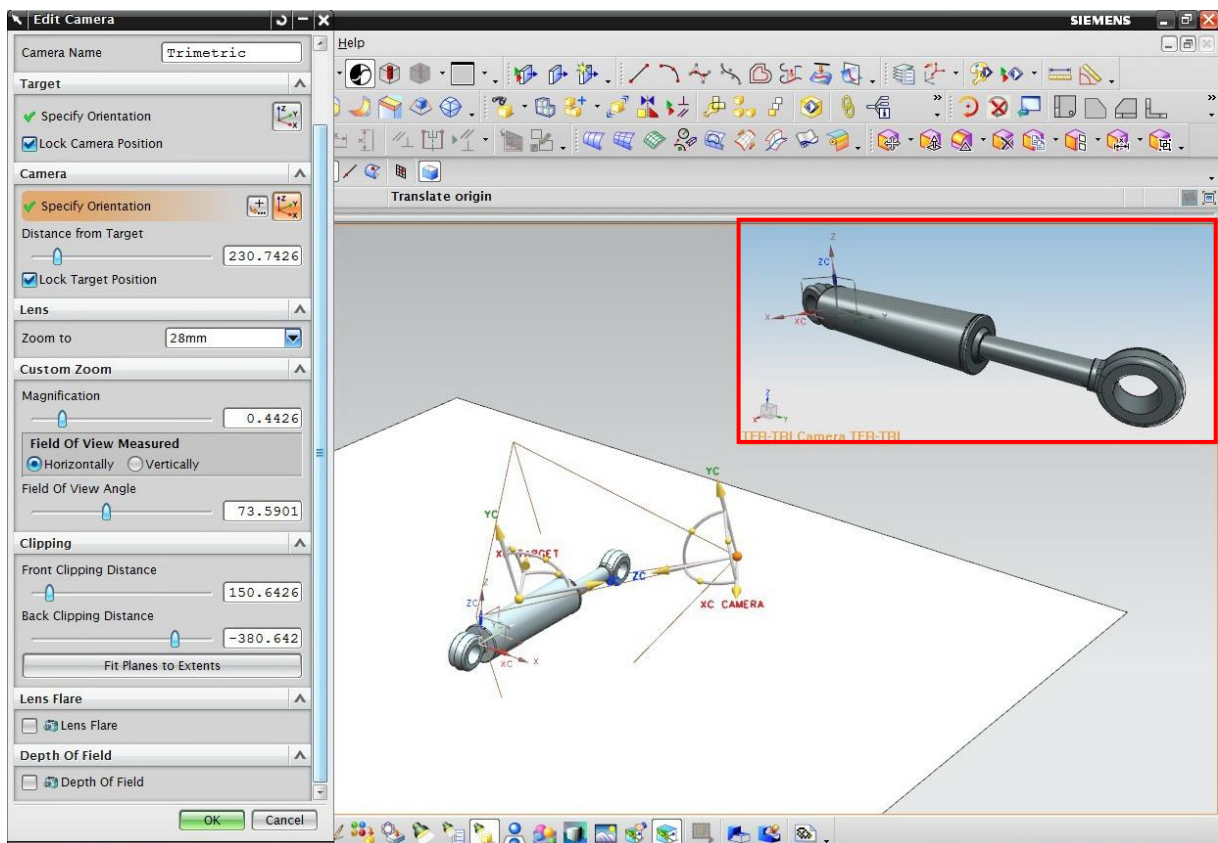 Edit Camera
SIEMENS
Camera Name Trimetric
Help
Target
Specify Orientation
Lock Camera Position
Camera
Specify Orientation
Translate origin
Distance from Target
230.7426
Lock Target Position
Lens
Zoom to 28mm
Custom Zoom
Magnification
0.4426
Field Of View Measured
Horizontally Vertically
Field Of View Angle
73.5901
Clipping
Front Clipping Distance
150.6426
Back Clipping Distance
-380.642
Fit Planes to Extents
Lens Flare
Lens Flare
Depth Of Field
Depth Of Field
OK Cancel
Z
ZC
X XC YC Y
Z
X Y
TFR-TRI Camera TFR-TRI
YC
YC
TARGET
ZC
XC CAMERA
Z
ZC
XC X